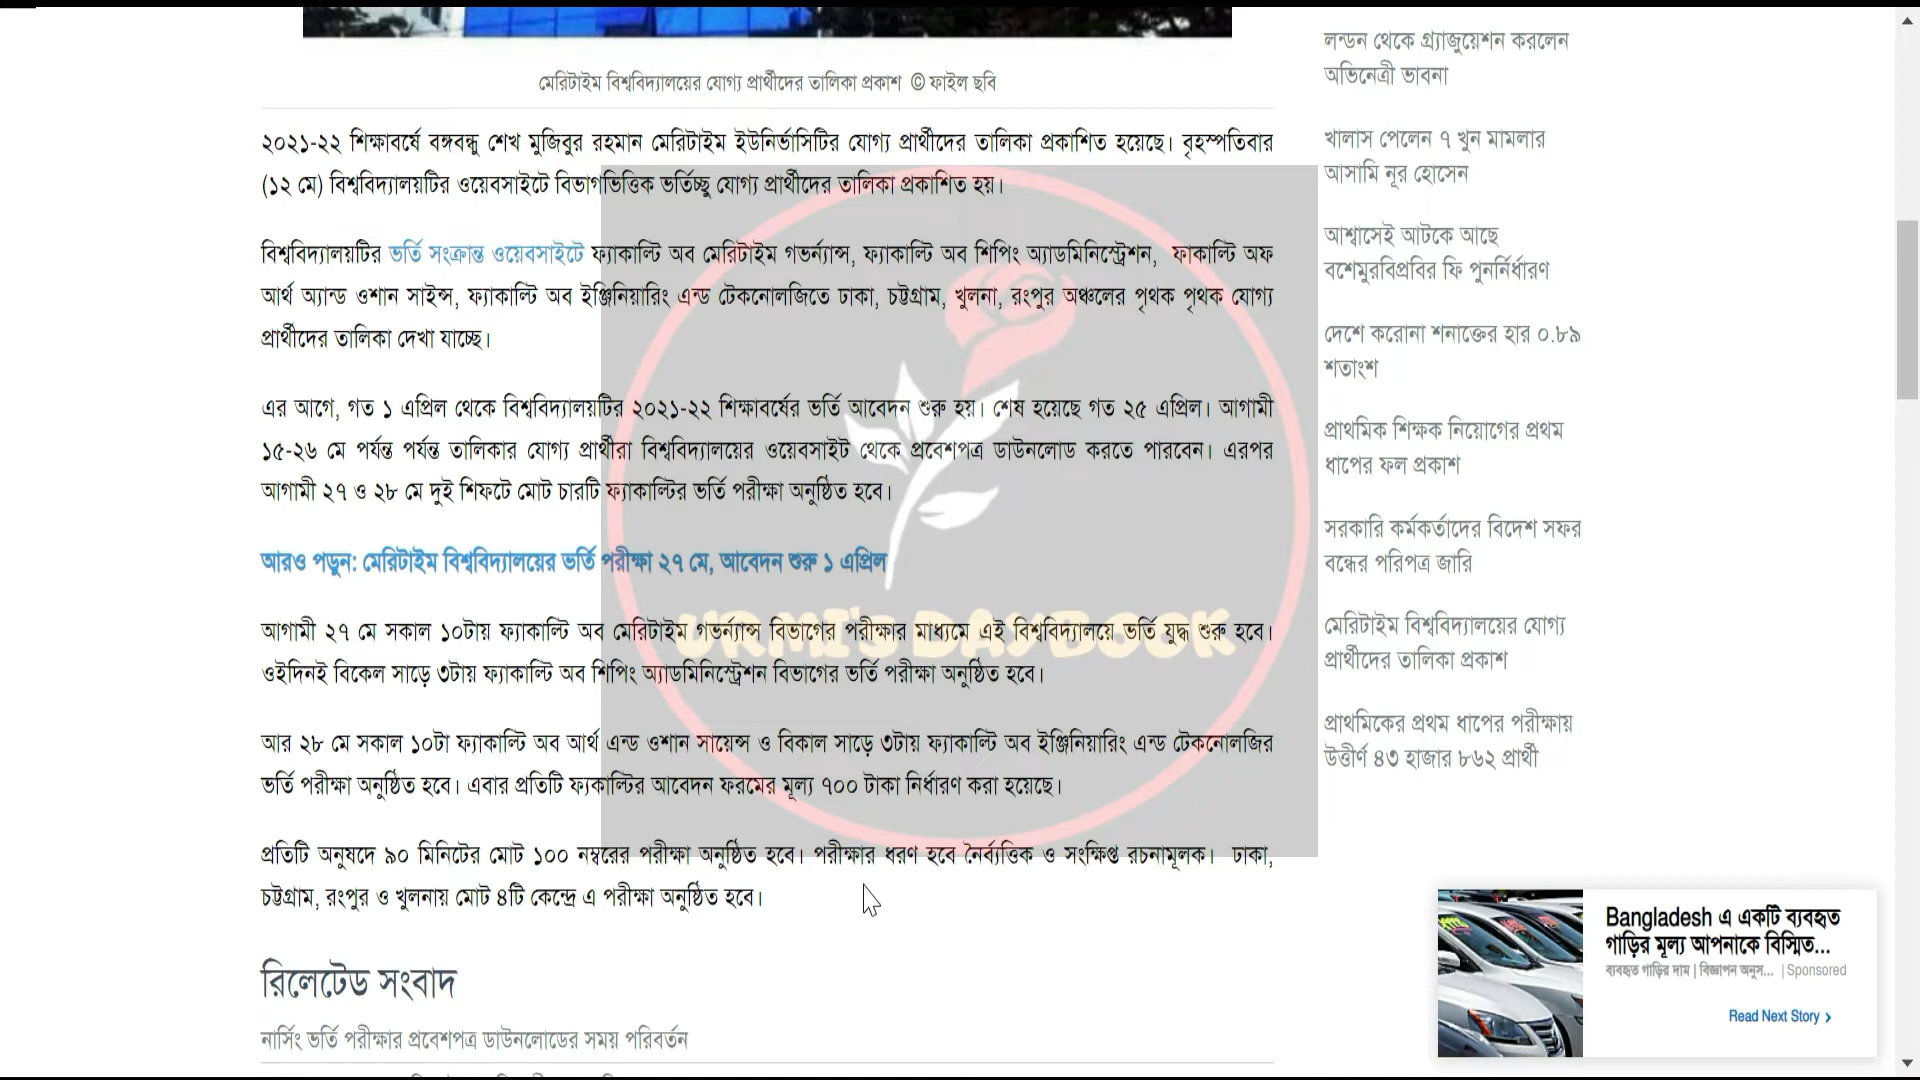 মেরিটাইম বিশ্ববিদ্যালয়ের যোগ্য প্রার্থীদের তালিকা প্রকাশ © ফাইল ছবি
২০২১-২২ শিক্ষাবর্ষে বঙ্গবন্ধু শেখ মুজিবুর রহমান মেরিটাইম ইউনির্ভাসিটির যোগ্য প্রার্থীদের তালিকা প্রকাশিত হয়েছে। বৃহস্পতিবার
(১২ মে) বিশ্ববিদ্যালয়টির ওয়েবসাইটে বিভাগভিত্তিক ভর্তিচ্ছু যোগ্য প্রার্থীদের তালিকা প্রকাশিত হয়।
বিশ্ববিদ্যালয়টির ভর্তি সংক্রান্ত ওয়েবসাইটে ফ্যাকাল্টি অব মেরিটাইম গভর্ন্যান্স, ফ্যাকাল্টি অব শিপিং অ্যাডমিনিস্ট্রেশন, ফাকাল্টি অফ
আর্থ অ্যান্ড ওশান সাইন্স, ফ্যাকাল্টি অব ইঞ্জিনিয়ারিং এন্ড টেকনোলজিতে ঢাকা, চট্টগ্রাম, খুলনা, রংপুর অঞ্চলের পৃথক পৃথক যোগ্য
প্রার্থীদের তালিকা দেখা যাচ্ছে।
এর আগে, গত ১ এপ্রিল থেকে বিশ্ববিদ্যালয়টির ২০২১-২২ শিক্ষাবর্ষের ভর্তি আবেদন শুরু হয়। শেষ হয়েছে গত ২৫ এপ্রিল। আগামী
১৫-২৬ মে পর্যন্ত পর্যন্ত তালিকার যোগ্য প্রার্থীরা বিশ্ববিদ্যালয়ের ওয়েবসাইট থেকে প্রবেশপত্র ডাউনলোড করতে পারবেন। এরপর
আগামী ২৭ ও ২৮ মে দুই শিফটে মোট চারটি ফ্যাকাল্টির ভর্তি পরীক্ষা অনুষ্ঠিত হবে।
আরও পড়ুন: মেরিটাইম বিশ্ববিদ্যালয়ের ভর্তি পরীক্ষা ২৭ মে, আবেদন শুরু ১ এপ্রিল
আগামী ২৭ মে সকাল ১০টায় ফ্যাকাল্টি অব মেরিটাইম গভর্ন্যান্স বিভাগের পরীক্ষার মাধ্যমে এই বিশ্ববিদ্যালয়ে ভর্তি যুদ্ধ শুরু হবে।
ওইদিনই বিকেল সাড়ে ৩টায় ফ্যাকাল্টি অব শিপিং অ্যাডমিনিস্ট্রেশন বিভাগের ভর্তি পরীক্ষা অনুষ্ঠিত হবে।
URMI's DAYBOOK
আর ২৮ মে সকাল ১০টা ফ্যাকাল্টি অব আর্থ এন্ড ওশান সায়েন্স ও বিকাল সাড়ে ৩টায় ফ্যাকাল্টি অব ইঞ্জিনিয়ারিং এন্ড টেকনোলজির
ভর্তি পরীক্ষা অনুষ্ঠিত হবে। এবার প্রতিটি ফ্যকাল্টির আবেদন ফরমের মূল্য ৭০০ টাকা নির্ধারণ করা হয়েছে।
প্রতিটি অনুষদে ৯০ মিনিটের মোট ১০০ নম্বরের পরীক্ষা অনুষ্ঠিত হবে। পরীক্ষার ধরণ হবে নৈর্ব্যত্তিক ও সংক্ষিপ্ত রচনামূলক। ঢাকা,
চট্টগ্রাম, রংপুর ও খুলনায় মোট ৪টি কেন্দ্রে এ পরীক্ষা অনুষ্ঠিত হবে।
রিলেটেড সংবাদ
নার্সিং ভর্তি পরীক্ষার প্রবেশপত্র ডাউনলোডের সময় পরিবর্তন
লন্ডন থেকে গ্র্যাজুয়েশন করলেন
অভিনেত্রী ভাবনা
খালাস পেলেন ৭ খুন মামলার
আসামি নূর হোসেন
আশ্বাসেই আটকে আছে
বশেমুরবিপ্রবির ফি পুনর্নির্ধারণ
দেশে করোনা শনাক্তের হার ০.৮৯
শতাংশ
প্রাথমিক শিক্ষক নিয়োগের প্রথম
ধাপের ফল প্রকাশ
সরকারি কর্মকর্তাদের বিদেশ সফর
বন্ধের পরিপত্র জারি
মেরিটাইম বিশ্ববিদ্যালয়ের যোগ্য
প্রার্থীদের তালিকা প্রকাশ
প্রাথমিকের প্রথম ধাপের পরীক্ষায়
উত্তীর্ণ ৪৩ হাজার ৮৬২ প্রার্থী
Bangladesh এ একটি ব্যবহৃত
গাড়ির মূল্য আপনাকে বিস্মিত...
ব্যবহৃত গাড়ির দাম | বিজ্ঞাপন অনুস... | Sponsored
Read Next Story >